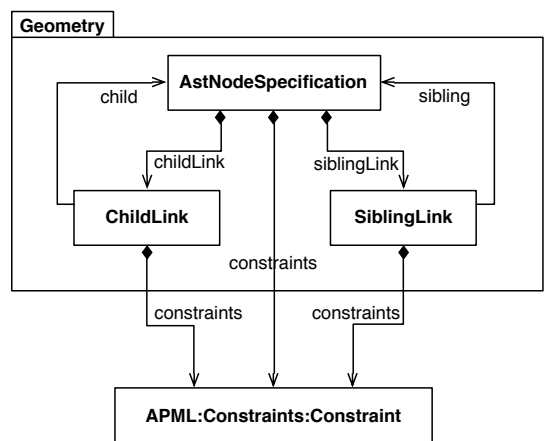 Geometry
AstNodeSpecification
child
sibling
childLink
siblingLink
ChildLink
SiblingLink
constraints
constraints
constraints
APML:Constraints:Constraint